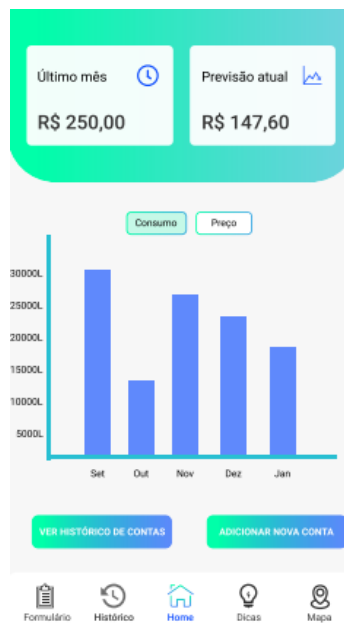 Último mês
Previsão atual
R$ 250,00
R$ 147,60
Consumo
Preço
30000L
25000L
20000L
15000L
10000L
5000L
Set Out Nov Dez Jan
VER HISTÓRICO DE CONTAS
ADICIONAR NOVA CONTA
Formulário
Histórico
Home
Dicas
Mapa